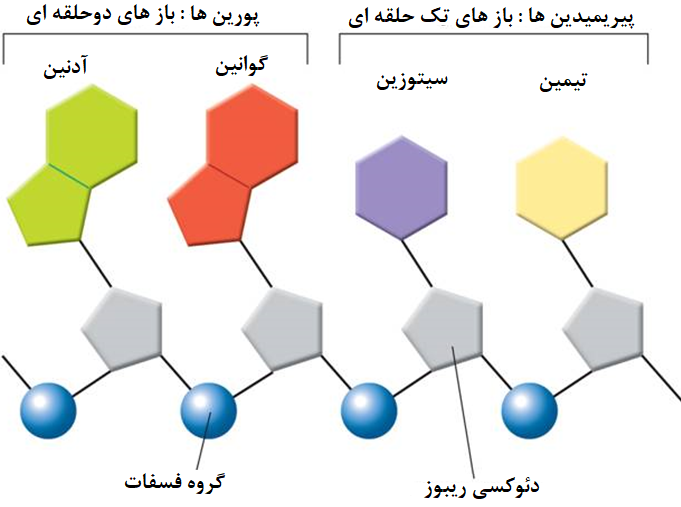 پیریمیدین ها : باز های تک حلقه ای
پورین ها : باز های دوحلقه ای
تیمین
سیتوزین
گوانین
آدنین
دئوکسی ریبوز
گروه فسفات